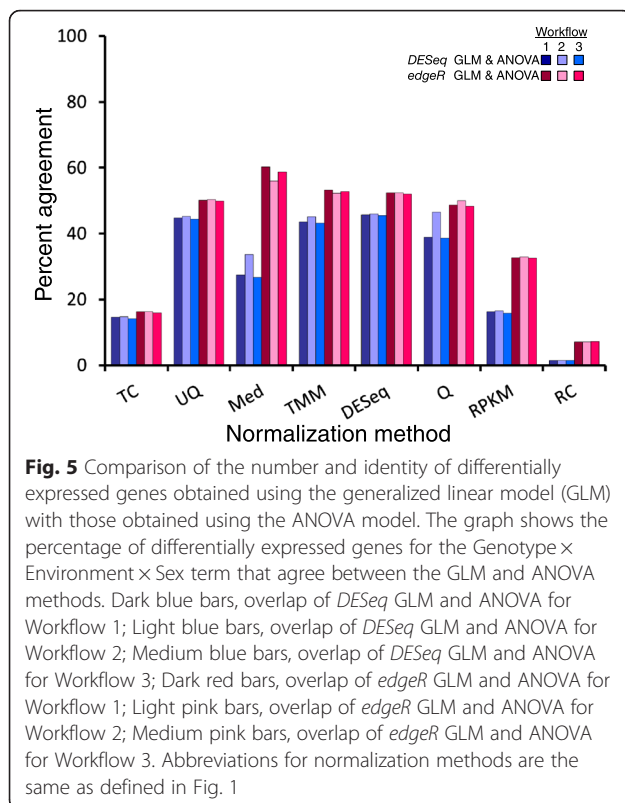 100
80
60
40
20
0
Percent agreement
Workflow
1 2 3
DESeq GLM & ANOVA
edgeR GLM & ANOVA
TC UQ Med TMM DESeq Q RPKM RC
Normalization method
Fig. 5 Comparison of the number and identity of differentially
expressed genes obtained using the generalized linear model (GLM)
with those obtained using the ANOVA model. The graph shows the
percentage of differentially expressed genes for the Genotype ×
Environment × Sex term that agree between the GLM and ANOVA
methods. Dark blue bars, overlap of DESeq GLM and ANOVA for
Workflow 1; Light blue bars, overlap of DESeq GLM and ANOVA for
Workflow 2; Medium blue bars, overlap of DESeq GLM and ANOVA
for Workflow 3; Dark red bars, overlap of edgeR GLM and ANOVA for
Workflow 1; Light pink bars, overlap of edgeR GLM and ANOVA for
Workflow 2; Medium pink bars, overlap of edgeR GLM and ANOVA
for Workflow 3. Abbreviations for normalization methods are the
same as defined in Fig. 1